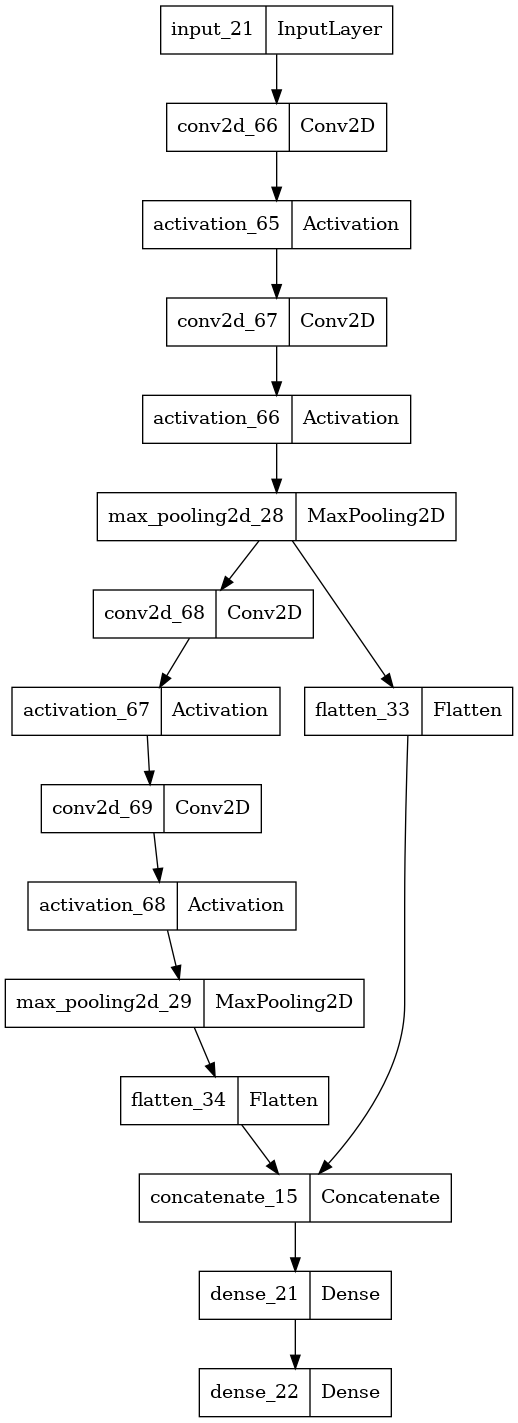 input_21 InputLayer
conv2d_66 Conv2D
activation_65 Activation
conv2d_67 Conv2D
activation_66 Activation
max_pooling2d_28 MaxPooling2D
conv2d_68 Conv2D
activation_67 Activation
flatten_33 Flatten
conv2d_69 Conv2D
activation_68 Activation
max_pooling2d_29 MaxPooling2D
flatten_34 Flatten
concatenate_15 Concatenate
dense_21 Dense
dense_22 Dense